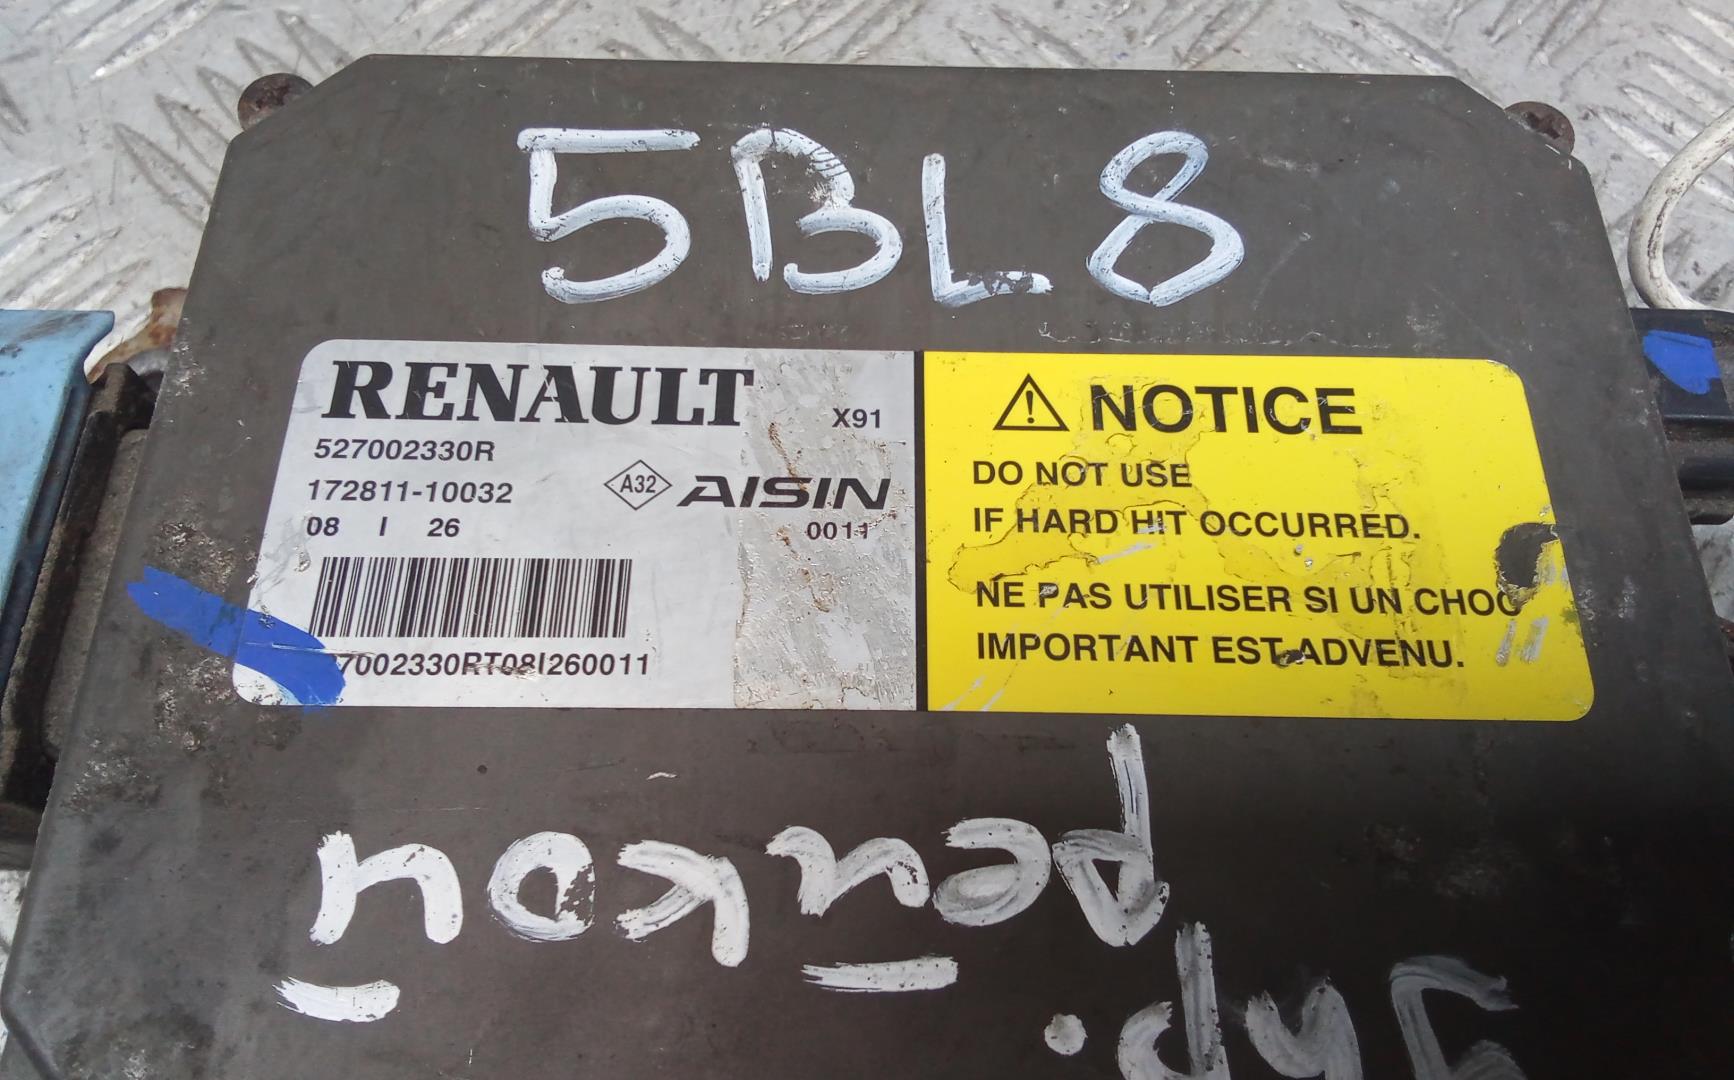 5BL8
RENAULT
X91
527002330R
172811-10032
A32 AISIN
08 I 26
0011
7002330RT08I260011
NOTICE
DO NOT USE
IF HARD HIT OCCURRED.
NE PAS UTILISER SI UN CHOC
IMPORTANT EST ADVENU.